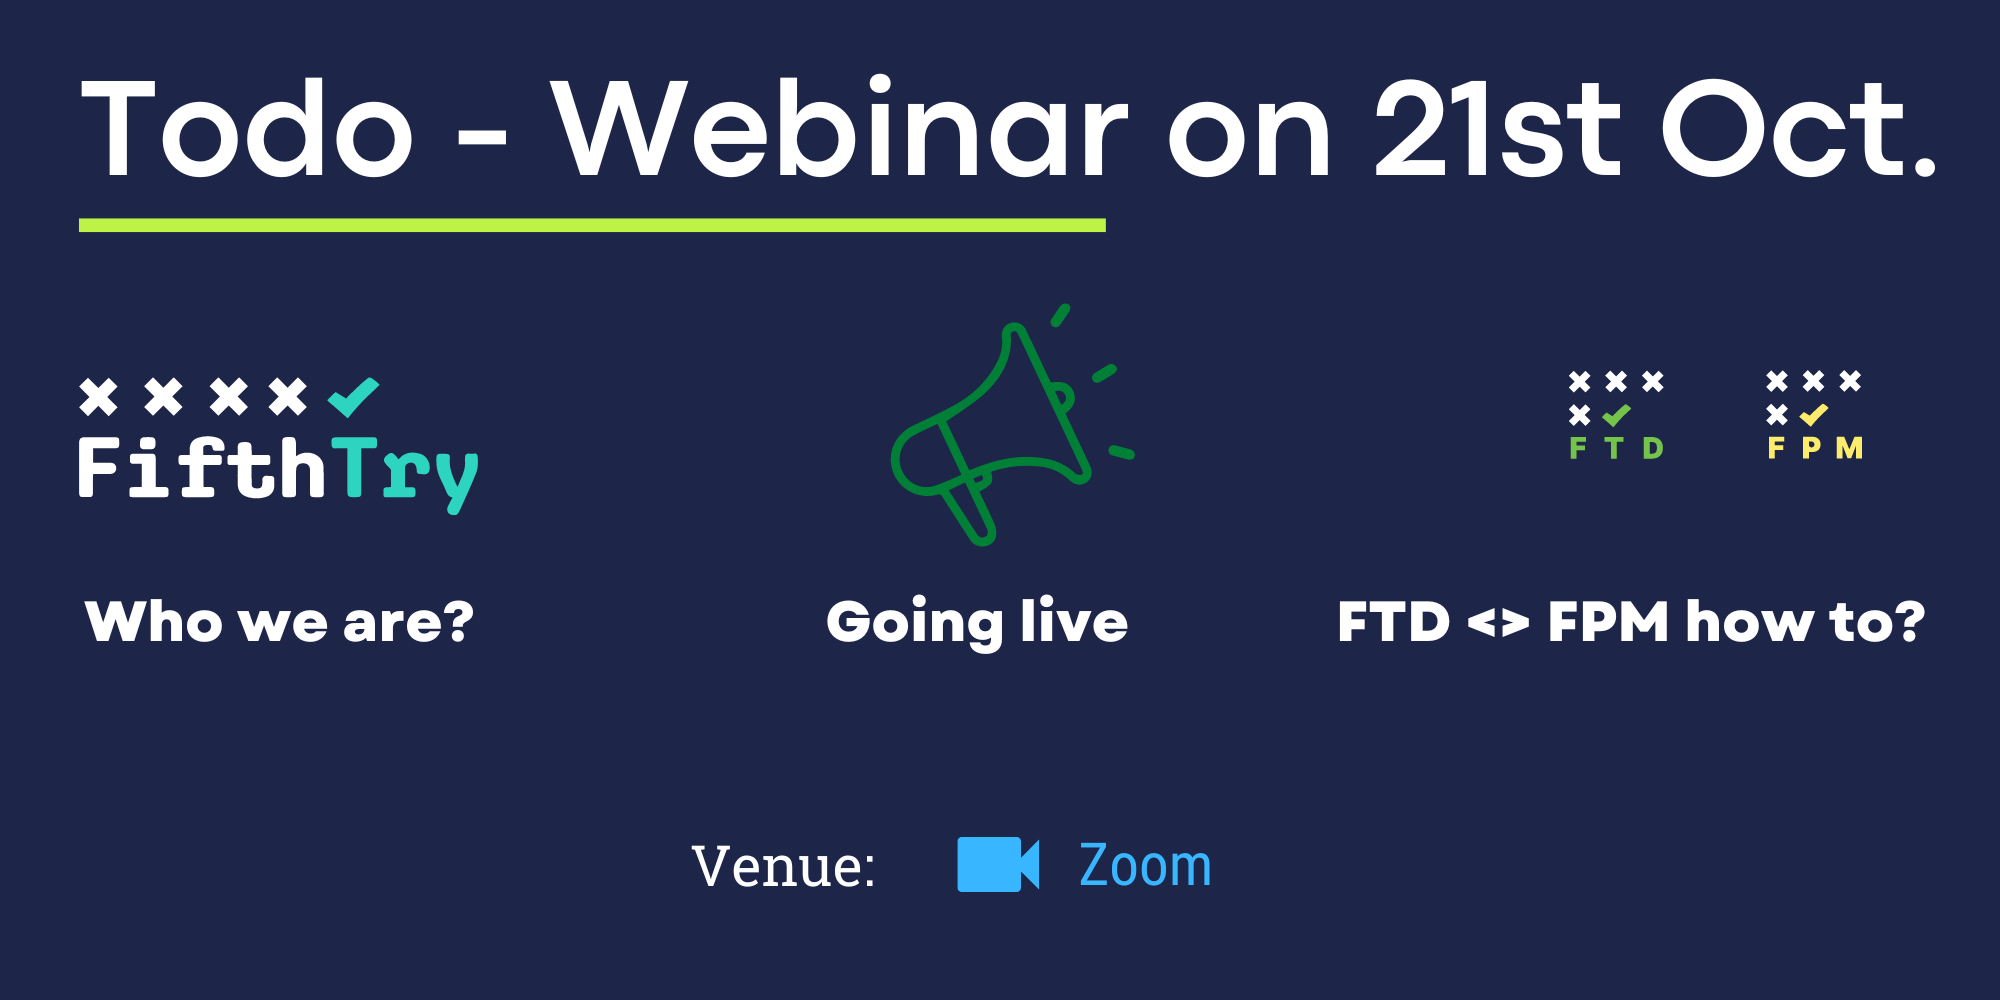 Todo - Webinar on 21st Oct.
FifthTry
F T D
F P M
Who we are?
Going live
FTD <> FPM how to?
Venue: Zoom